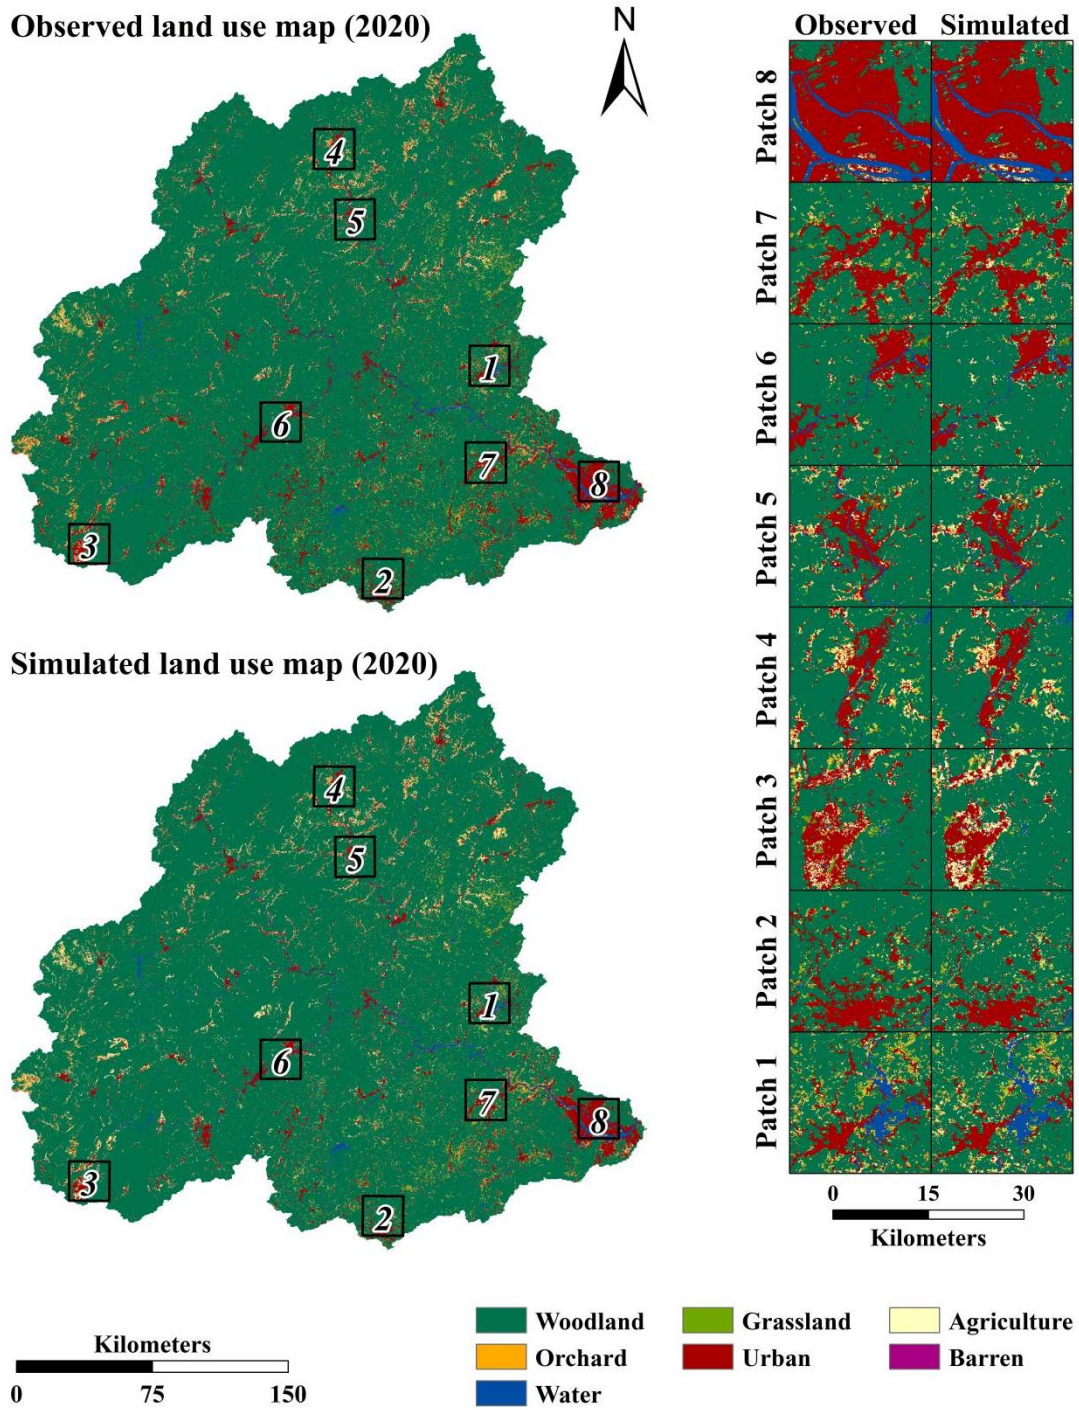 Observed land use map (2020)
N
4
5
1
6
7
8
3
2
Simulated land use map (2020)
4
5
1
6
7
8
3
2
Observed Simulated
Patch 8
Patch 7
Patch 6
Patch 5
Patch 4
Patch 3
Patch 2
Patch 1
0 15 30
Kilometers
Kilometers
0 75 150
Woodland Grassland Agriculture
Orchard Urban Barren
Water